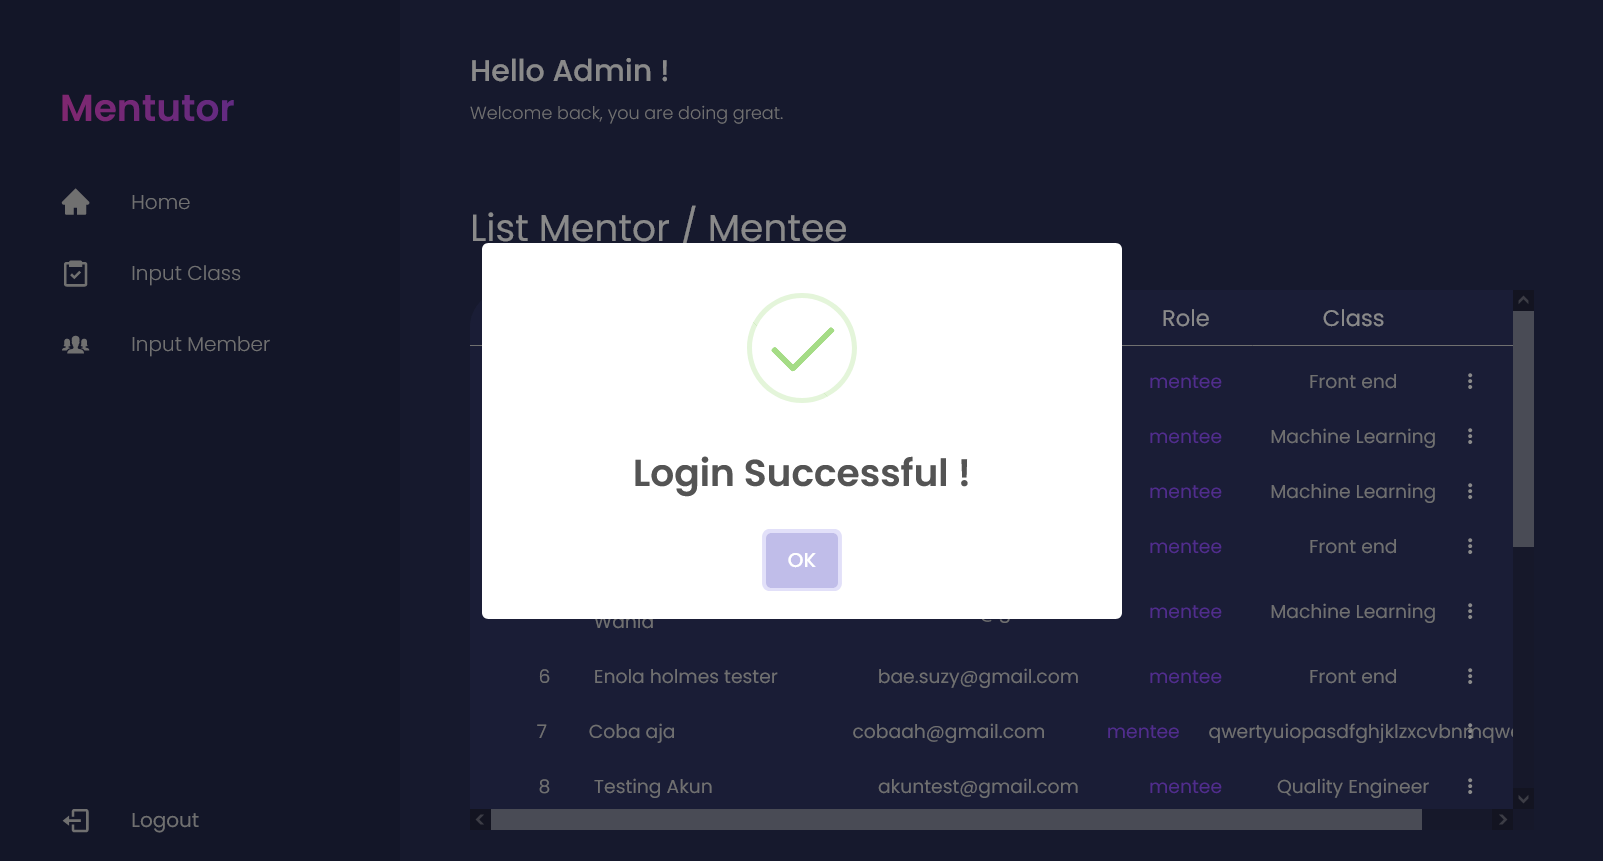 Mentutor
Home
Input Class
Input Member
Logout
Hello Admin !
Welcome back, you are doing great.
List Mentor / Mentee
Role Class
mentee Front end
mentee Machine Learning
mentee Machine Learning
mentee Front end
mentee Machine Learning
6 Enola holmes tester bae.suzy@gmail.com mentee Front end
7 Coba aja cobaah@gmail.com mentee qwertyuiopasdfghjklzxcvbnmqw
8 Testing Akun akuntest@gmail.com mentee Quality Engineer
Login Successful !
OK